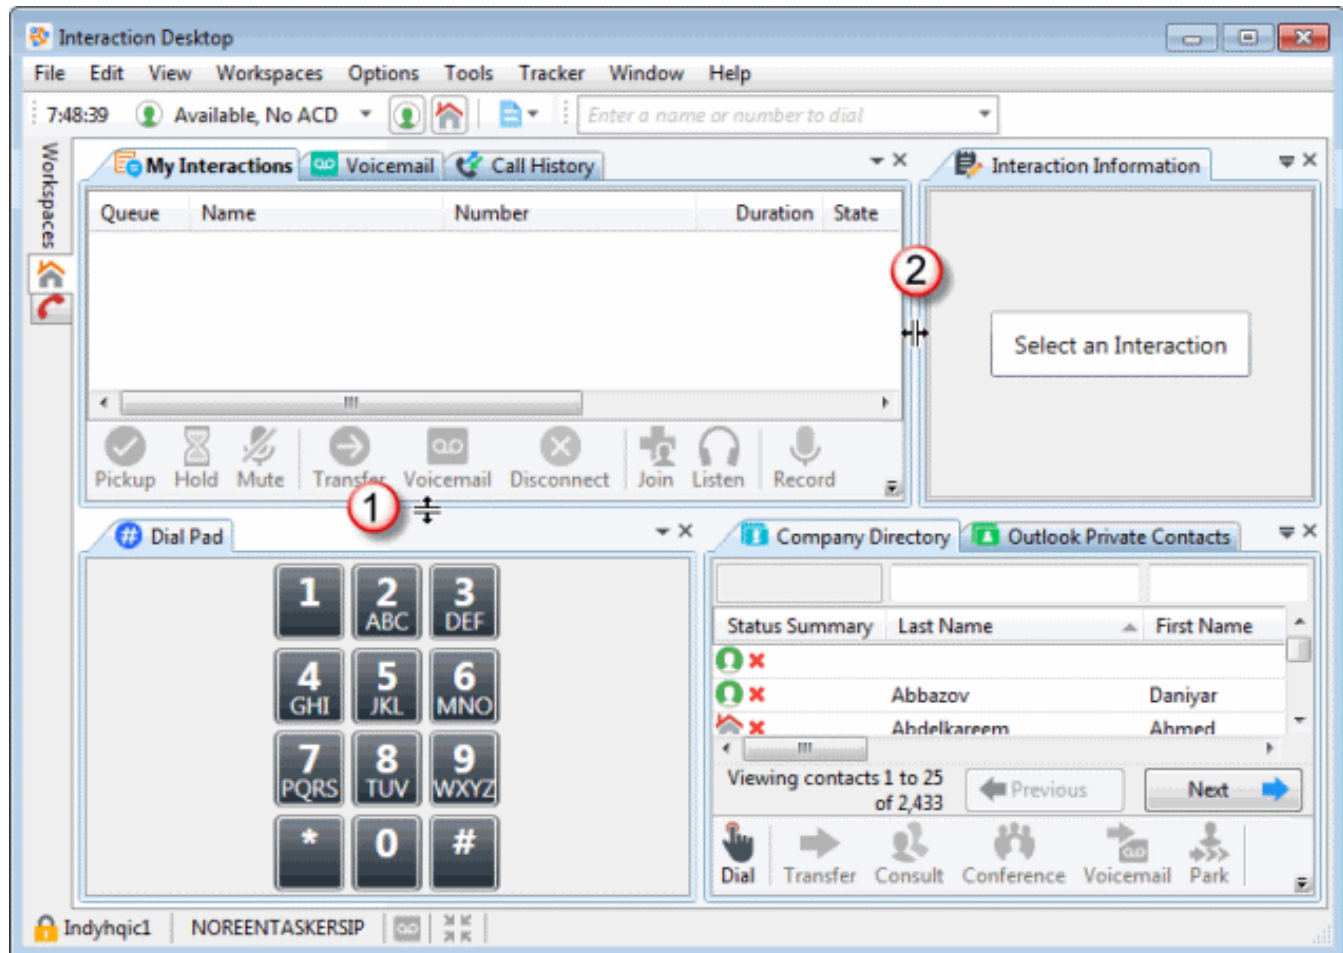 Interaction Desktop
File Edit View Workspaces Options Tools Tracker Window Help
7:48:39 Available, No ACD Enter a name or number to dial
Workspaces
My Interactions Voicemail Call History
Interaction Information
Queue Name Number Duration State
2
Select an Interaction
Pickup Hold Mute Transfer Voicemail Disconnect Join Listen Record
1
# Dial Pad
Company Directory Outlook Private Contacts
1 2 3
ABC DEF
4 5 6
GHI JKL MNO
7 8 9
PQRS TUV WXYZ
* 0 #
Status Summary Last Name First Name
Abbazov Daniyar
Abdelkareem Ahmed
Viewing contacts 1 to 25
of 2,433
Previous Next
Dial Transfer Consult Conference Voicemail Park
Indyhqic1 NOREENTASKERSIP